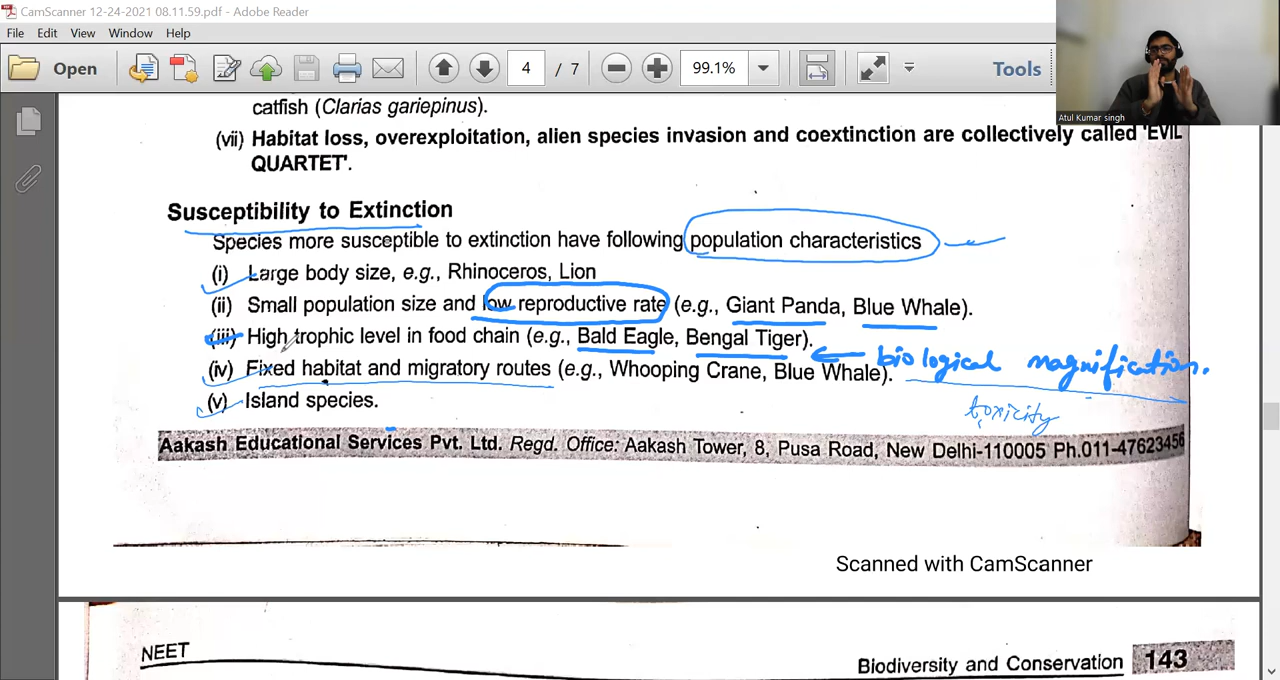 CamScanner 12-24-2021 08.11.59.pdf - Adobe Reader
File Edit View Window Help
Open 4 / 7 99.1% Tools
Atul Kumar singh
catfish (Clarias gariepinus).
(vii) Habitat loss, overexploitation, alien species invasion and coextinction are collectively called 'EVIL
QUARTET'.
Susceptibility to Extinction
Species more susceptible to extinction have following population characteristics
(i) Large body size, e.g., Rhinoceros, Lion
(ii) Small population size and low reproductive rate (e.g., Giant Panda, Blue Whale).
(iii) High trophic level in food chain (e.g., Bald Eagle, Bengal Tiger).
biological magnification.
(iv) Fixed habitat and migratory routes (e.g., Whooping Crane, Blue Whale).
toxicity
(v) Island species.
Aakash Educational Services Pvt. Ltd. Regd. Office: Aakash Tower, 8, Pusa Road, New Delhi-110005 Ph.011-47623456
Scanned with CamScanner
NEET
Biodiversity and Conservation 143